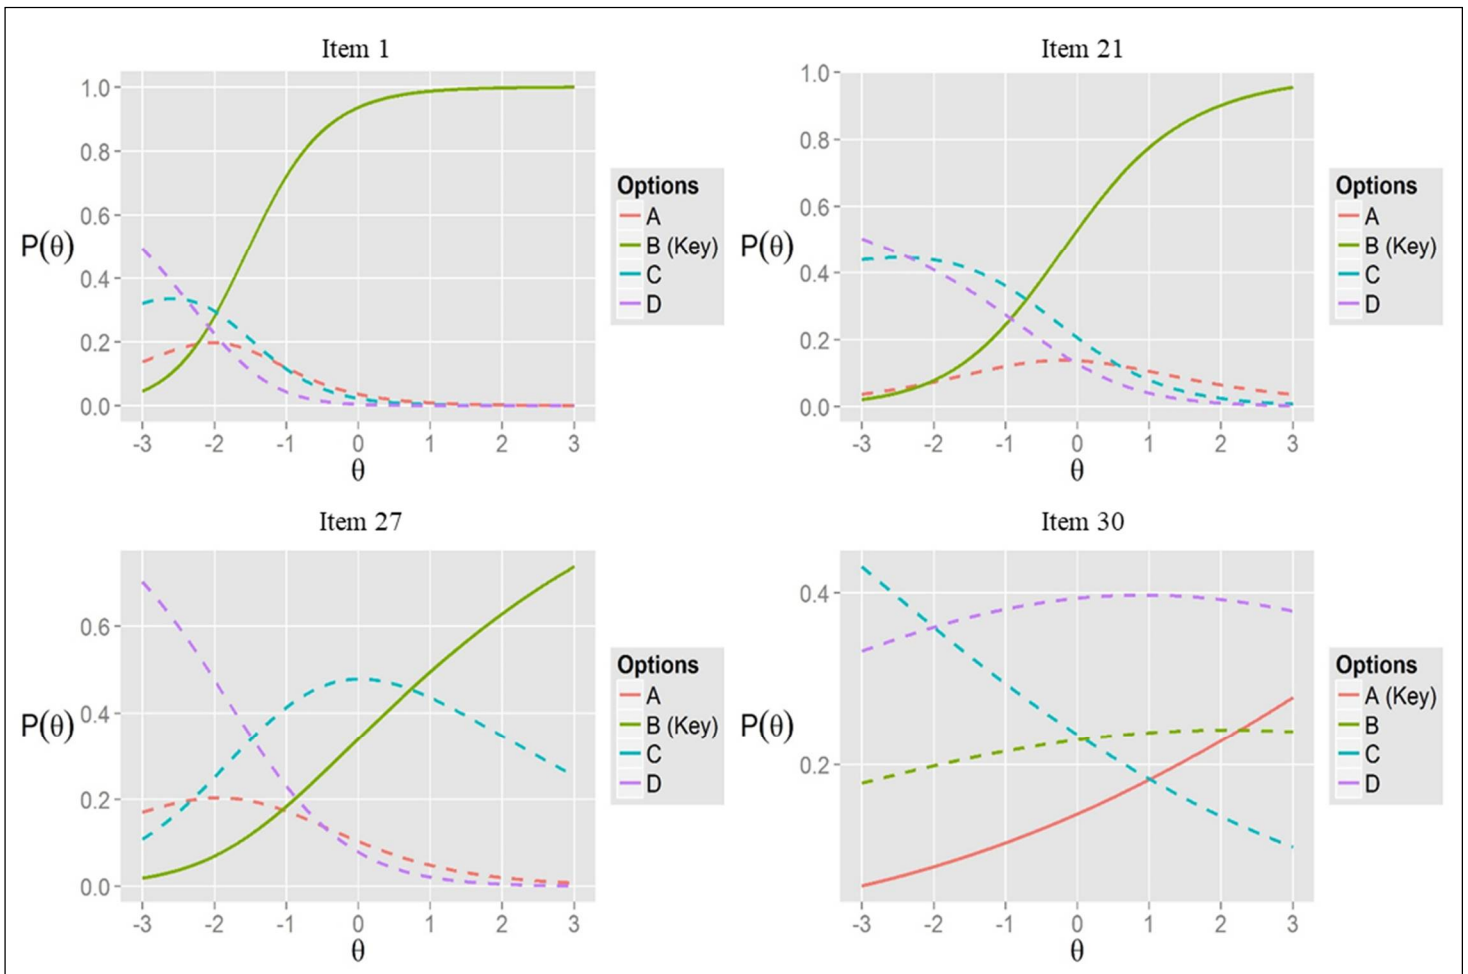 Item 1
1.0
0.8
0.6
0.4
0.2
0.0
P(θ)
-3 -2 -1 0 1 2 3
θ
Options
A
B (Key)
C
D
Item 21
1.0
0.8
0.6
0.4
0.2
0.0
P(θ)
-3 -2 -1 0 1 2 3
θ
Options
A
B (Key)
C
D
Item 27
0.6
0.4
0.2
0.0
P(θ)
-3 -2 -1 0 1 2 3
θ
Options
A
B (Key)
C
D
Item 30
0.4
0.2
P(θ)
-3 -2 -1 0 1 2 3
θ
Options
A (Key)
B
C
D